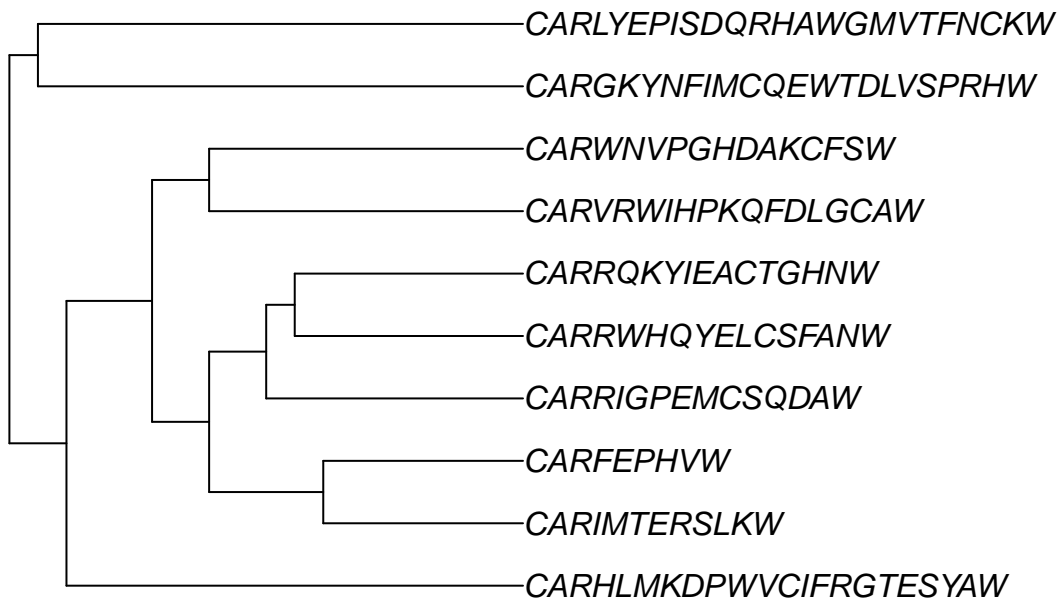 CARLYEPISDQRHAWGMVTFNCKW
CARGKYNFIMCQEWTDLVSPRHW
CARWNVPGHDAKCFSW
CARVRWIHPKQFDLGCAW
CARRQKYIEACTGHNW
CARRWHQYELCSFANW
CARRIGPEMCSQDAW
CARFEPHVW
CARIMTERSLKW
CARHLMKDPWVCIFRGTESYAW